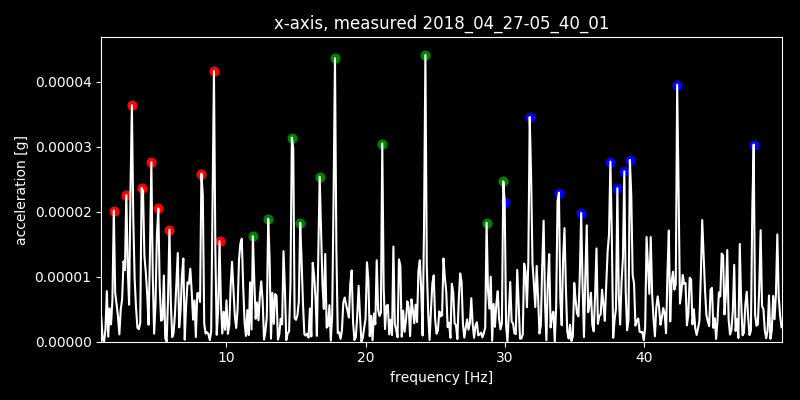 x-axis, measured 2018_04_27-05_40_01
0.00004
0.00003
0.00002
0.00001
0.00000
acceleration [g]
10 20 30 40
frequency [Hz]